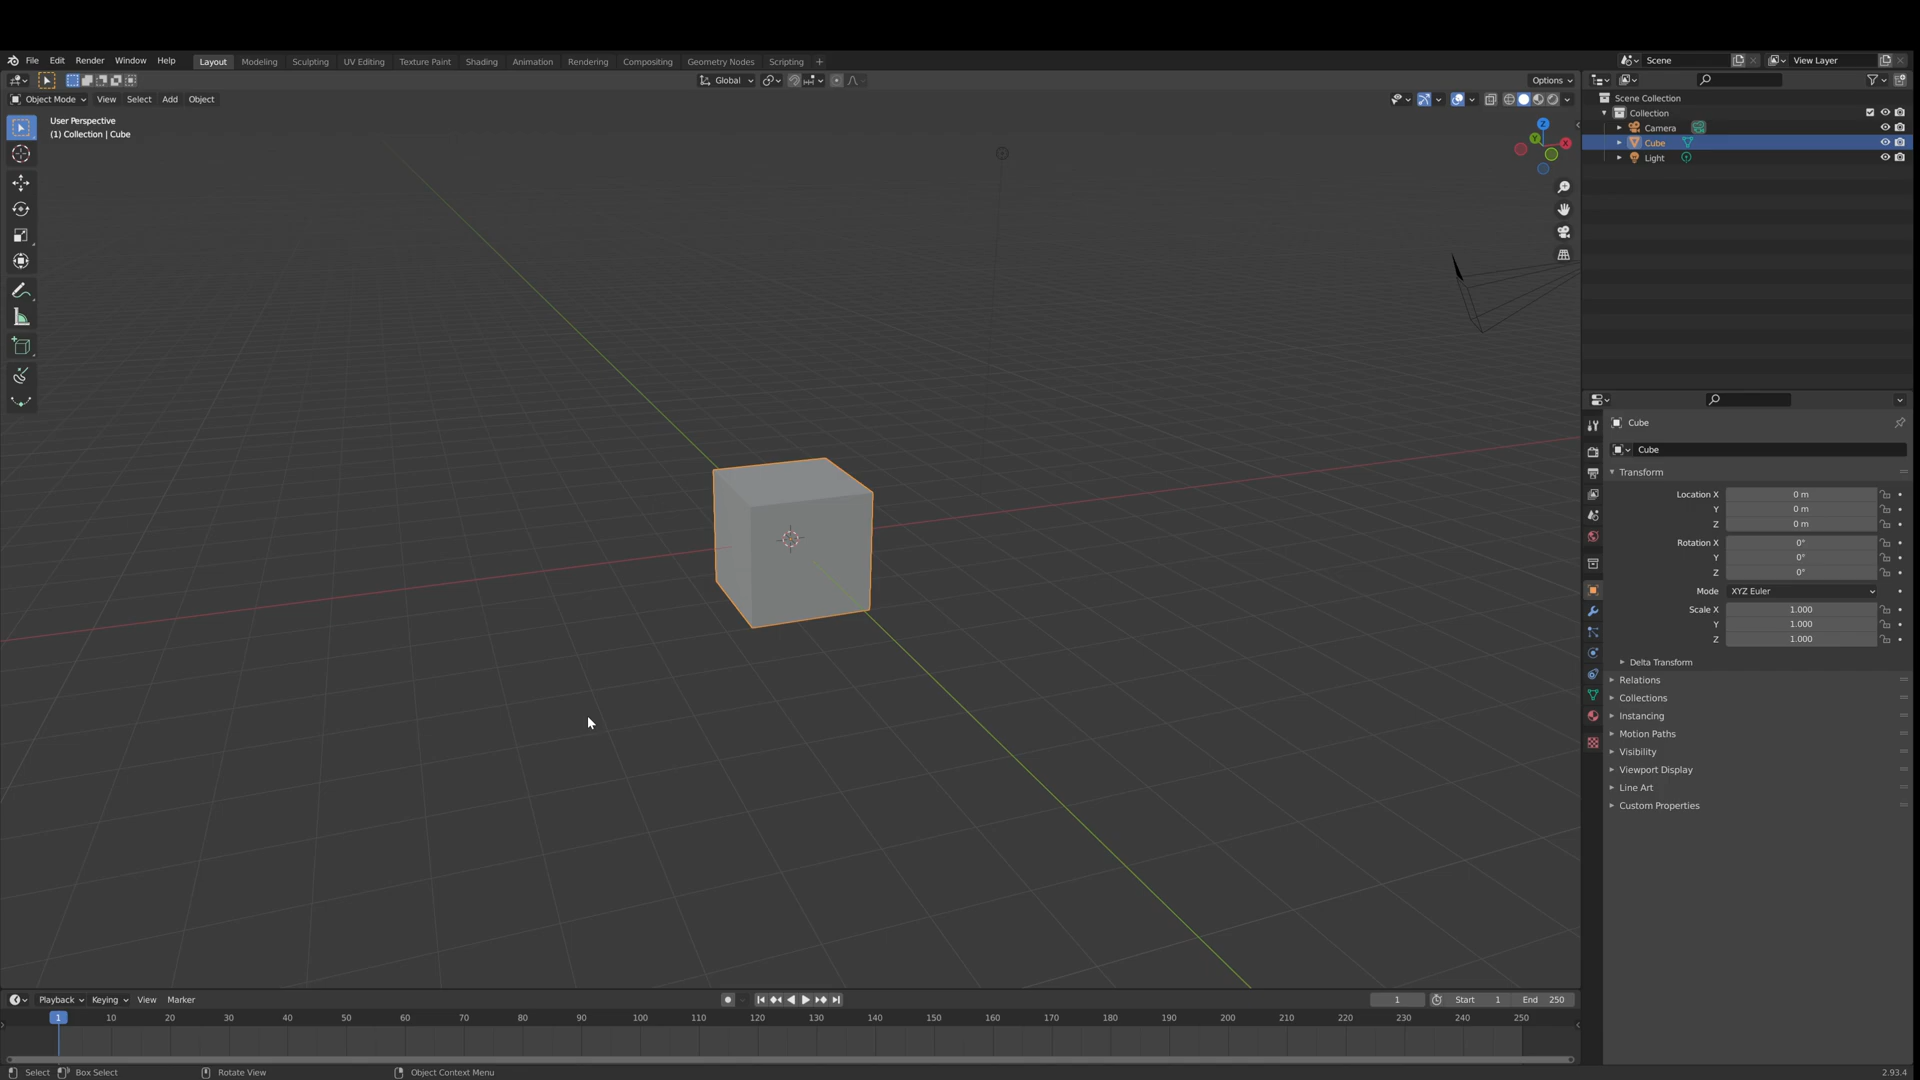 File Edit Render Window Help Layout Modeling Sculpting UV Editing Texture Paint Shading Animation Rendering Compositing Geometry Nodes Scripting + Scene View Layer
Global Options
Object Mode View Select Add Object
User Perspective
(1) Collection | Cube
Z
Y
X
Scene Collection
Collection
Camera
Cube
Light
Cube
Cube
Transform
Location X 0 m
Y 0 m
Z 0 m
Rotation X 0°
Y 0°
Z 0°
Mode XYZ Euler
Scale X 1.000
Y 1.000
Z 1.000
Delta Transform
Relations
Collections
Instancing
Motion Paths
Visibility
Viewport Display
Line Art
Custom Properties
Playback Keying View Marker 1 Start 1 End 250
1 10 20 30 40 50 60 70 80 90 100 110 120 130 140 150 160 170 180 190 200 210 220 230 240 250
Select Box Select Rotate View Object Context Menu 2.93.4